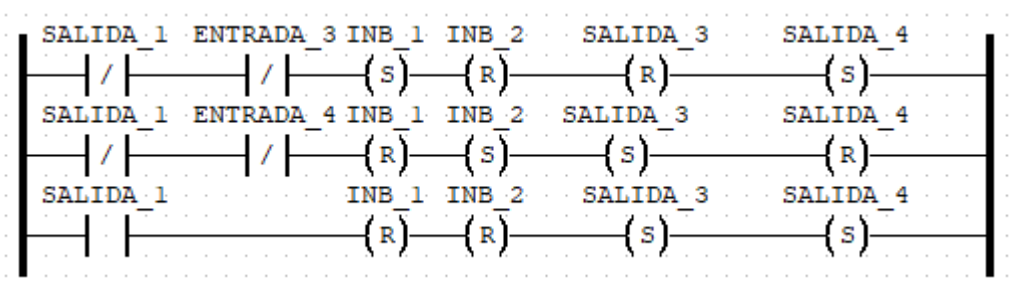 SALIDA_1 ENTRADA_3 INB_1 INB_2 SALIDA_3 SALIDA_4
/ / S R R S
SALIDA_1 ENTRADA_4 INB_1 INB_2 SALIDA_3 SALIDA_4
/ / R S S R
SALIDA_1 INB_1 INB_2 SALIDA_3 SALIDA_4
R R S S